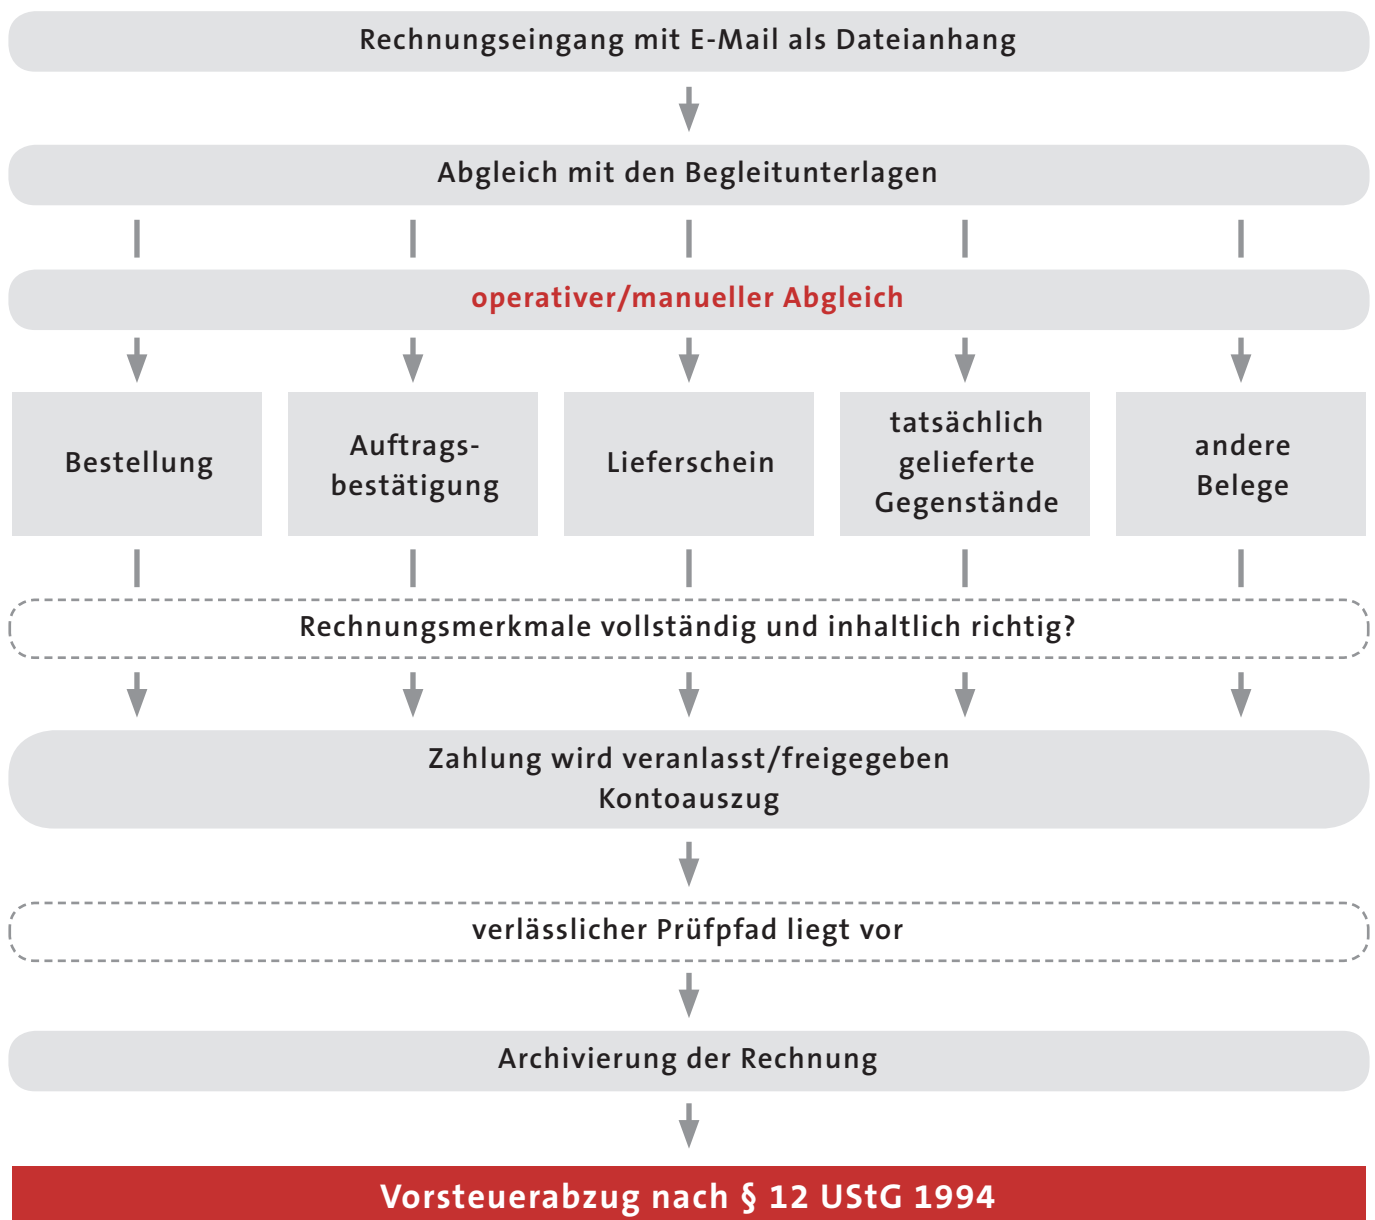 Rechnungseingang mit E-Mail als Dateianhang
Abgleich mit den Begleitunterlagen
operativer/manueller Abgleich
Bestellung
Auftrags-
bestätigung
Lieferschein
tatsächlich
gelieferte
Gegenstände
andere
Belege
Rechnungsmerkmale vollständig und inhaltlich richtig?
Zahlung wird veranlasst/freigegeben
Kontoauszug
verlässlicher Prüfpfad liegt vor
Archivierung der Rechnung
Vorsteuerabzug nach § 12 UStG 1994